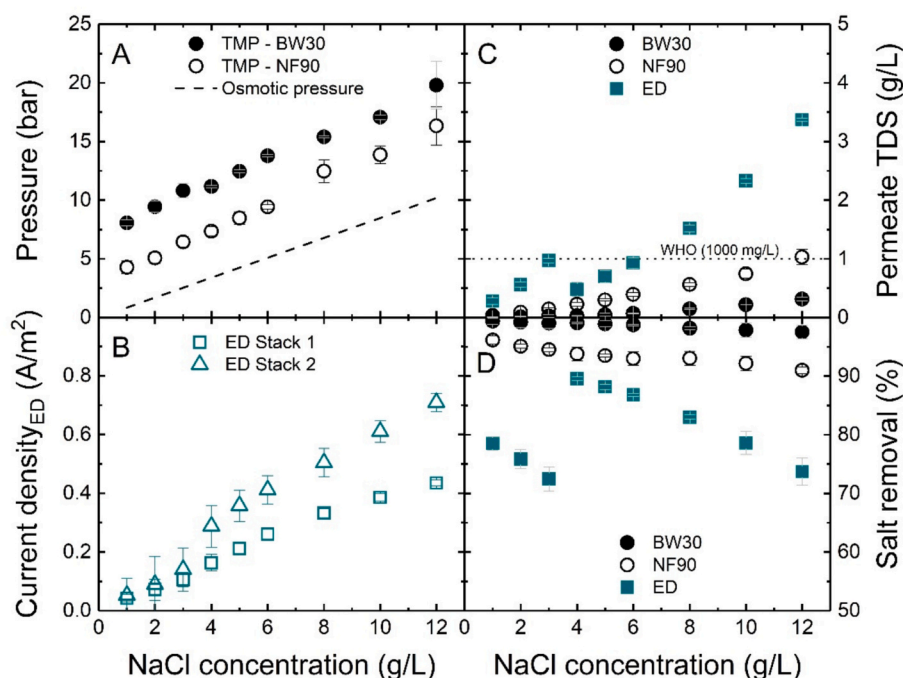 A
TMP - BW30
TMP - NF90
Osmotic pressure
Pressure (bar)
25
20
15
10
5
0
B
ED Stack 1
ED Stack 2
Current density_ED (A/m²)
0.8
0.6
0.4
0.2
0.0
0 2 4 6 8 10 12
NaCl concentration (g/L)
C
BW30
NF90
ED
WHO (1000 mg/L)
5
4
3
2
1
0
Permeate TDS (g/L)
D
BW30
NF90
ED
90
80
70
60
50
Salt removal (%)
0 2 4 6 8 10 12
NaCl concentration (g/L)